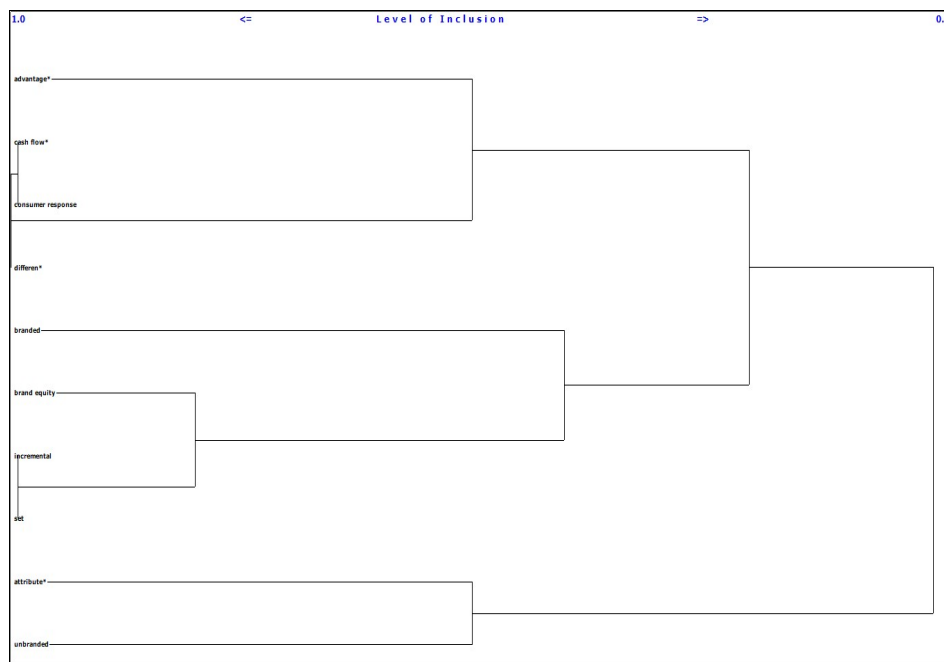 1.0 <= Level of Inclusion => 0.
advantage*
cash flow*
consumer response
differen*
branded
brand equity
incremental
set
attribute*
unbranded